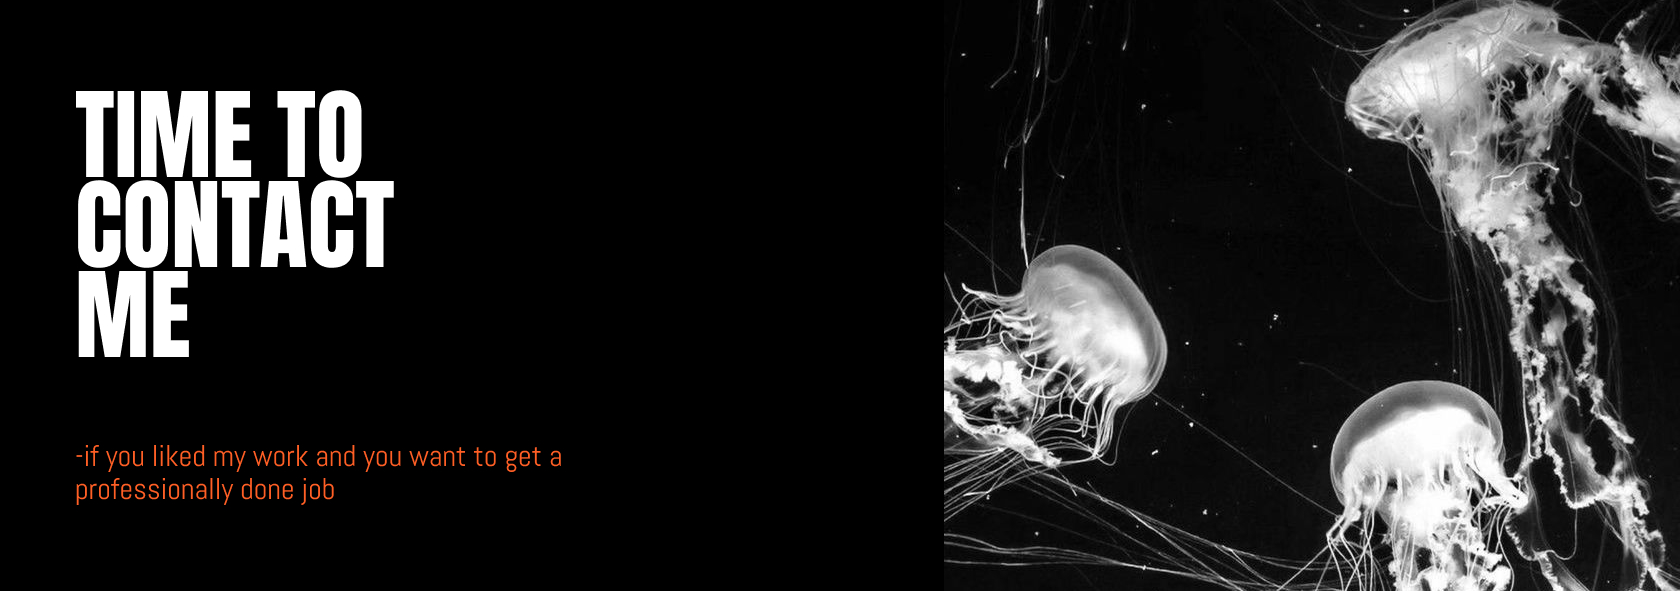 TIME TO
CONTACT
ME
-if you liked my work and you want to get a
professionally done job